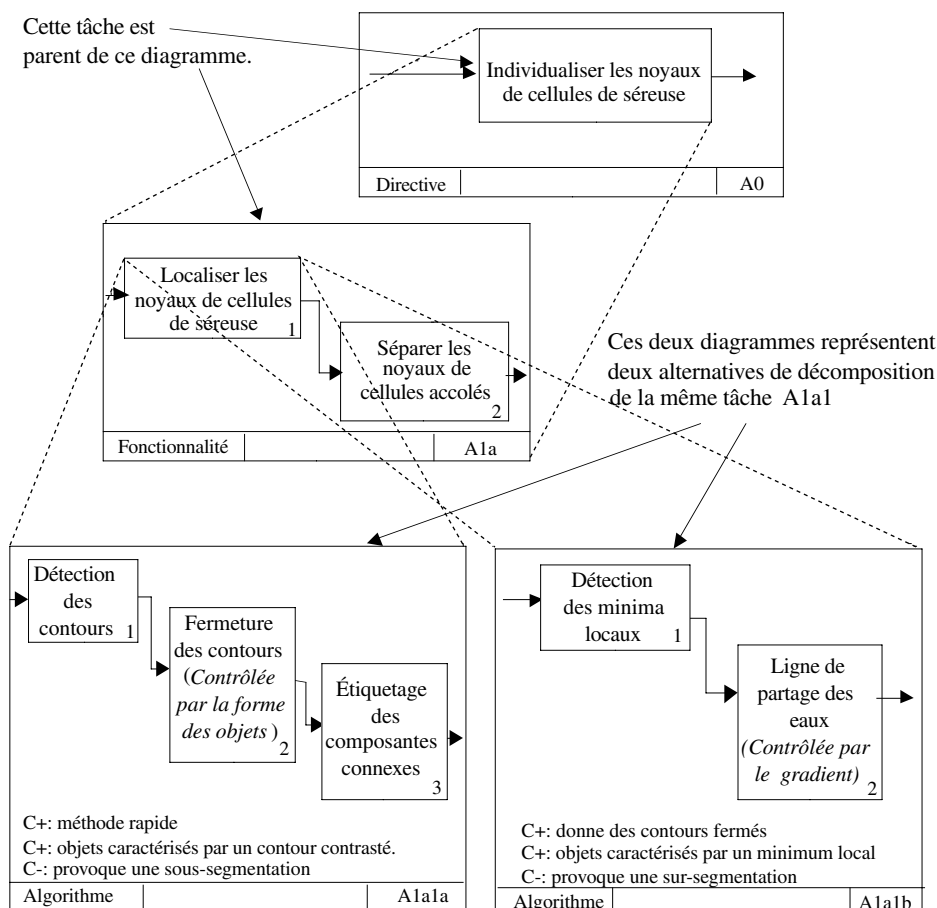 Cette tâche est
parent de ce diagramme.
Individualiser les noyaux
de cellules de séreuse
Directive
A0
Localiser les
noyaux de cellules
de séreuse
1
Séparer les
noyaux de
cellules accolés
2
Fonctionnalité
A1a
Ces deux diagrammes représentent
deux alternatives de décomposition
de la même tâche A1a1
Détection
des
contours 1
Fermeture
des contours
(Contrôlée
par la forme
des objets)
2
Étiquetage
des
composantes
connexes
3
C+: méthode rapide
C+: objets caractérisés par un contour contrasté.
C-: provoque une sous-segmentation
Algorithme
A1a1a
Détection
des minima
locaux 1
Ligne de
partage des
eaux
(Contrôlée par
le gradient)
2
C+: donne des contours fermés
C+: objets caractérisés par un minimum local
C-: provoque une sur-segmentation
Algorithme
A1a1b